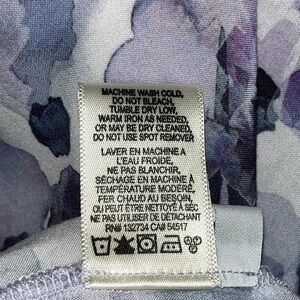 MACHINE WASH COLD,
DO NOT BLEACH,
TUMBLE DRY LOW,
WARM IRON AS NEEDED,
OR MAY BE DRY CLEANED,
DO NOT USE SPOT REMOVER
LAVER EN MACHINE A
L'EAU FROIDE,
NE PAS BLANCHIR,
SÉCHAGE EN MACHINE À
TEMPÉRATURE MODÉRÉ,
FER CHAUD AU BESOIN,
OU PEUT ÊTRE NETTOYÉ À SEC
NE PAS UTILISER DE DÉTACHANT
RN# 132734 CA# 54517